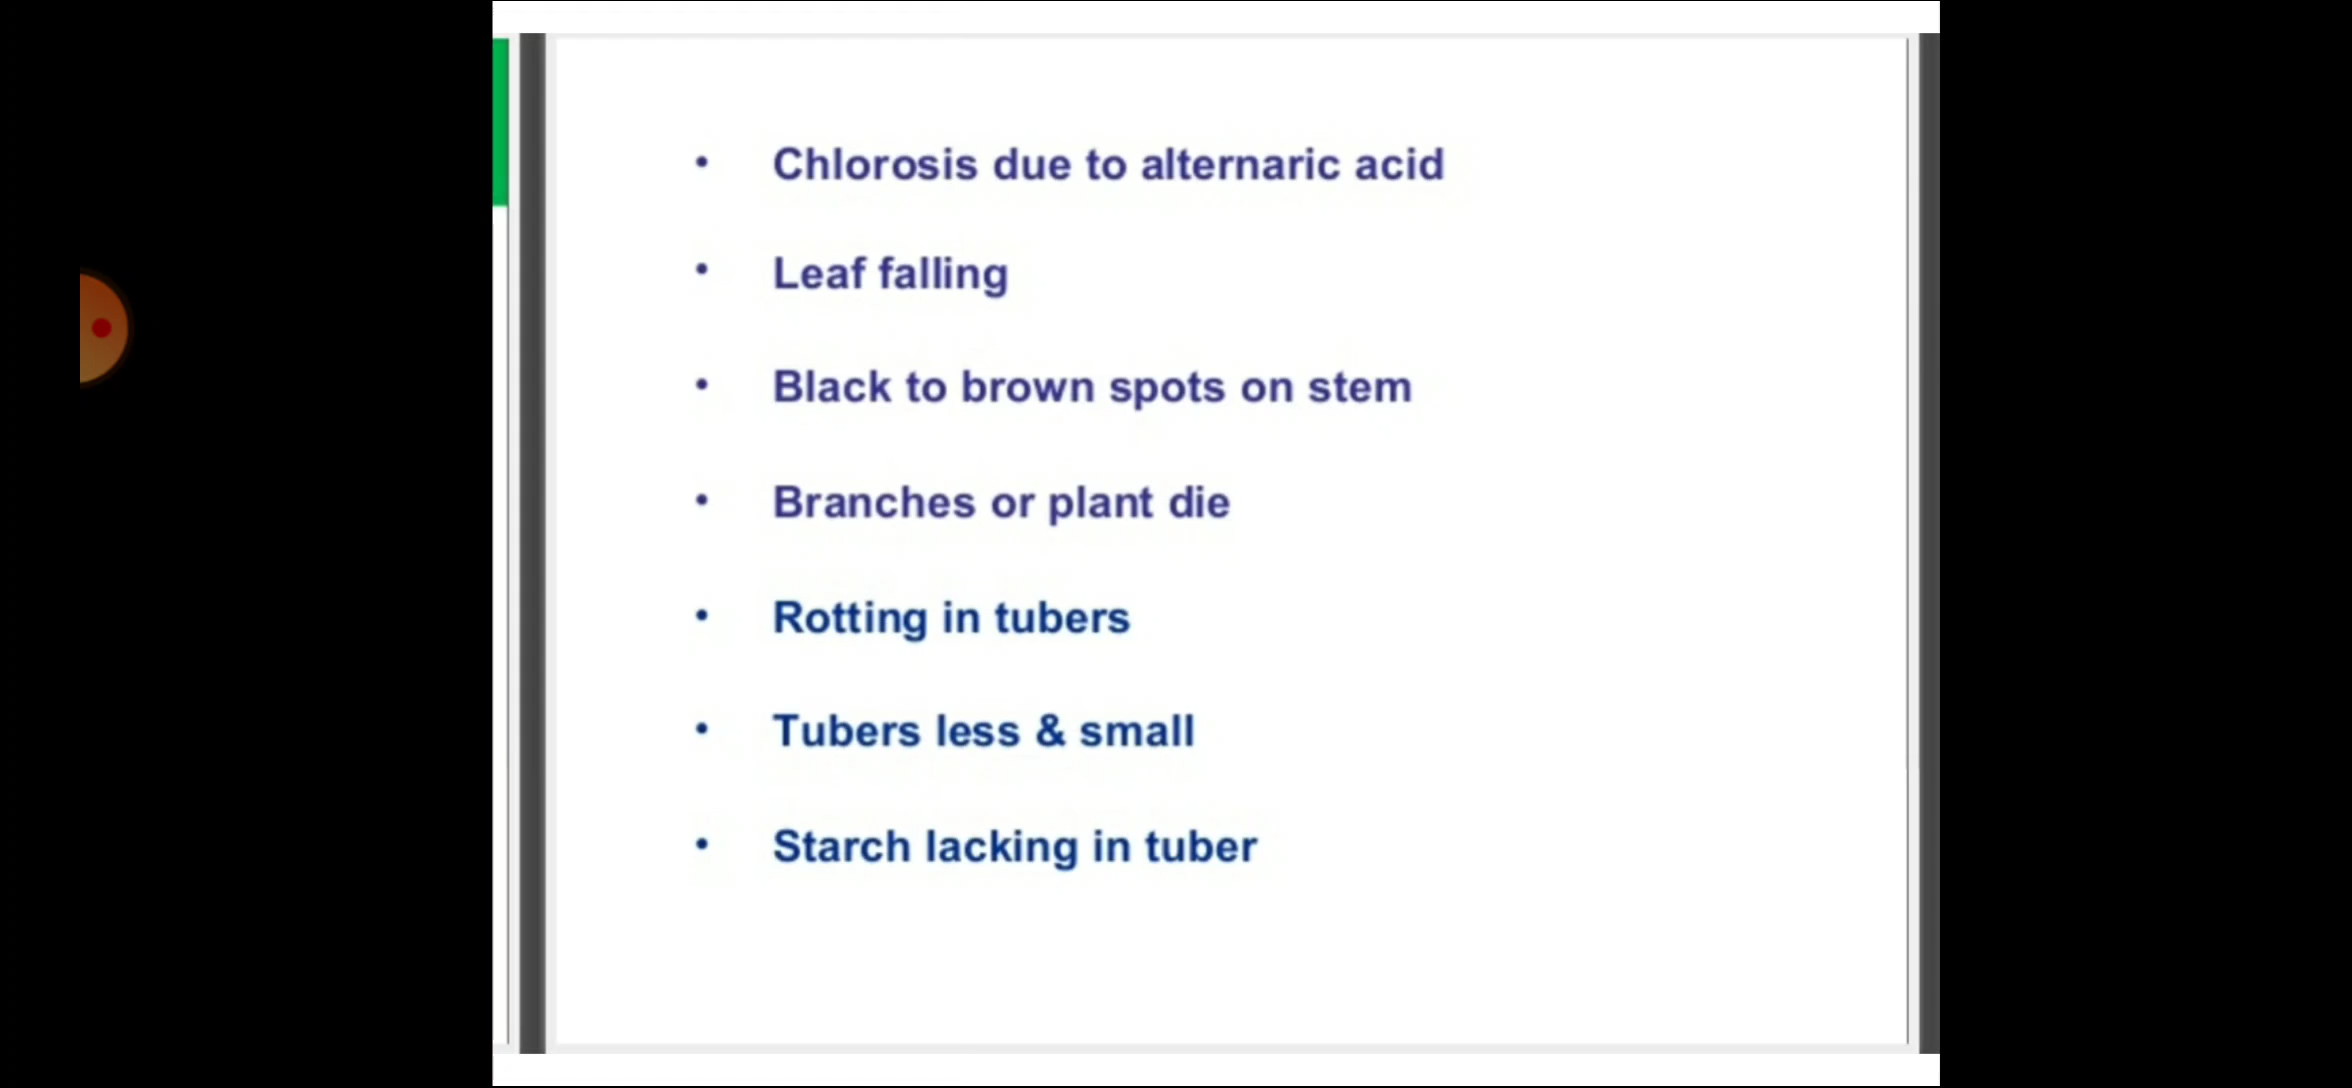 • Chlorosis due to alternaric acid
• Leaf falling
• Black to brown spots on stem
• Branches or plant die
• Rotting in tubers
• Tubers less & small
• Starch lacking in tuber